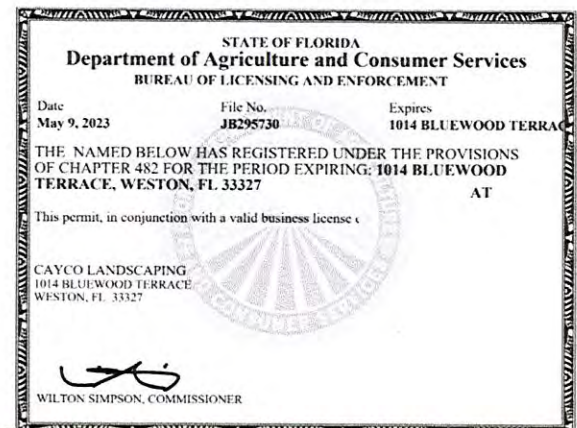 STATE OF FLORIDA
Department of Agriculture and Consumer Services
BUREAU OF LICENSING AND ENFORCEMENT
Date File No. Expires
May 9, 2023 JB295730 1014 BLUEWOOD TERRAC
THE NAMED BELOW HAS REGISTERED UNDER THE PROVISIONS
OF CHAPTER 482 FOR THE PERIOD EXPIRING: 1014 BLUEWOOD
TERRACE, WESTON, FL 33327 AT
This permit, in conjunction with a valid business license
CAYCO LANDSCAPING
1014 BLUEWOOD TERRACE
WESTON, FL 33327
WILTON SIMPSON, COMMISSIONER